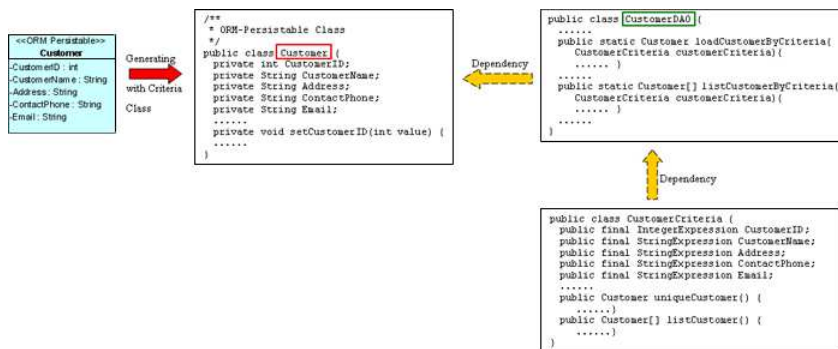 <<ORM Persistable>>
Customer
-CustomerID : int
-CustomerName : String
-Address : String
-ContactPhone : String
-Email : String
Generating
with Criteria
Class
/**
* ORM-Persistable Class
*/
public class Customer {
private int CustomerID;
private String CustomerName;
private String Address;
private String ContactPhone;
private String Email;
......
private void setCustomerID(int value) {
......
}
Dependency
public class CustomerDAO {
......
public static Customer loadCustomerByCriteria(
CustomerCriteria customerCriteria){
...... }
......
public static Customer[] listCustomerByCriteria(
CustomerCriteria customerCriteria){
...... }
......
}
Dependency
public class CustomerCriteria {
public final IntegerExpression CustomerID;
public final StringExpression CustomerName;
public final StringExpression Address;
public final StringExpression ContactPhone;
public final StringExpression Email;
......
public Customer uniqueCustomer() {
......}
public Customer[] listCustomer() {
......}
}